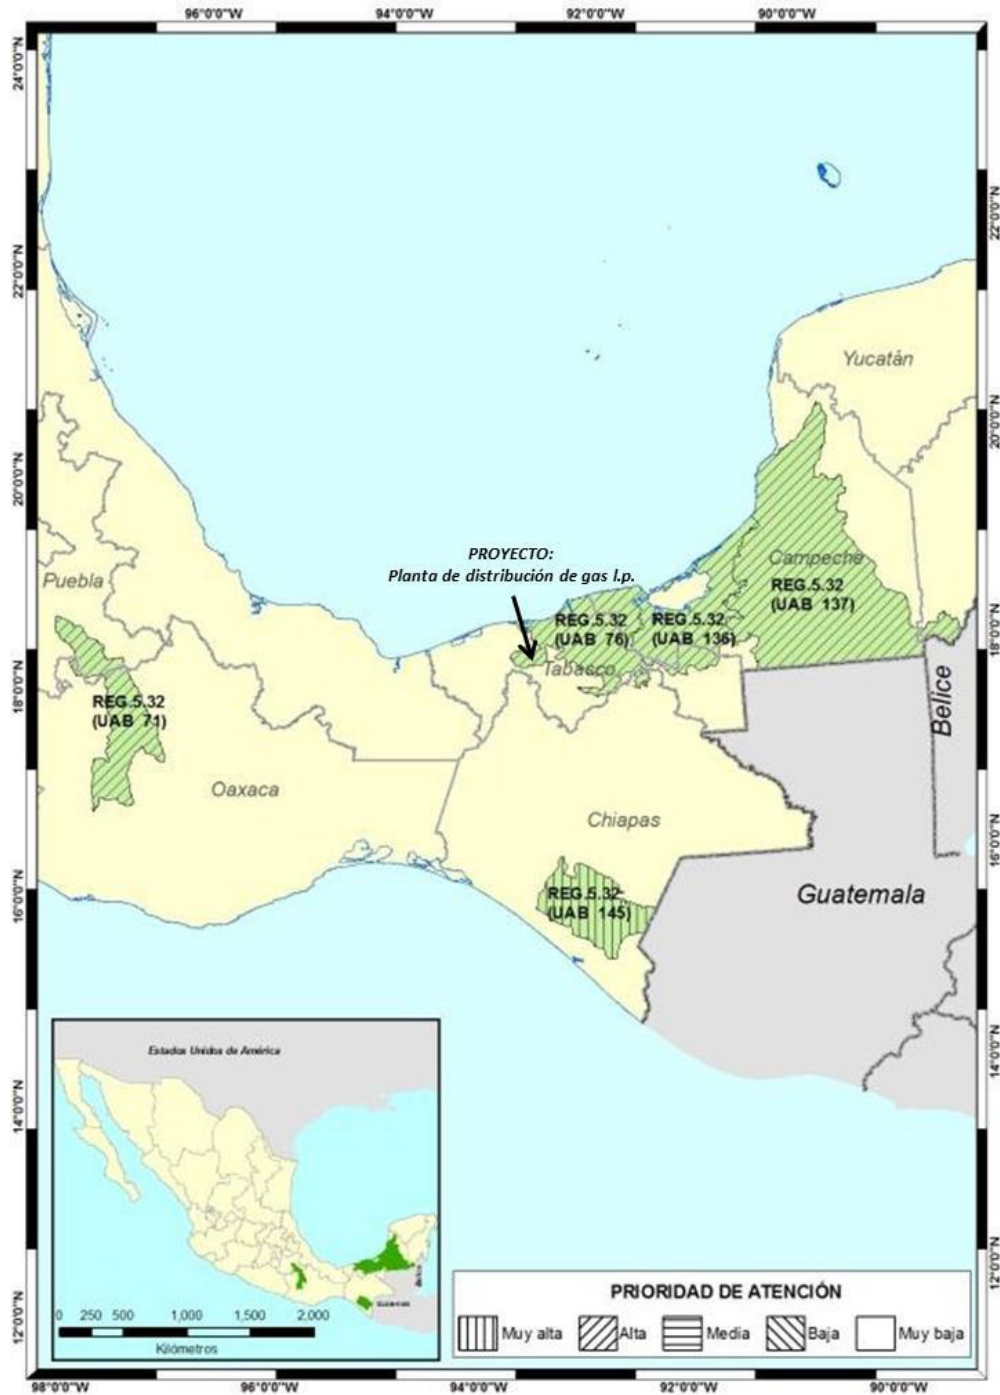 96°0'0"W 94°0'0"W 92°0'0"W 90°0'0"W
24°0'0"N
22°0'0"N
22°0'0"N
Yucatán
20°0'0"N
20°0'0"N
PROYECTO:
Planta de distribución de gas l.p.
Campeche
REG.5.32
(UAB 137)
Puebla
REG.5.32
(UAB 76)
REG.5.32
(UAB 136)
18°0'0"N
Tabasco
18°0'0"N
REG.5.32
(UAB 71)
Belice
Oaxaca
Chiapas
16°0'0"N
16°0'0"N
REG.5.32
(UAB 145)
Guatemala
14°0'0"N
14°0'0"N
Estados Unidos de América
Belice
Guatemala
12°0'0"N
12°0'0"N
0 250 500 1,000 1,500 2,000
Kilómetros
PRIORIDAD DE ATENCIÓN
Muy alta Alta Media Baja Muy baja
98°0'0"W 96°0'0"W 94°0'0"W 92°0'0"W 90°0'0"W